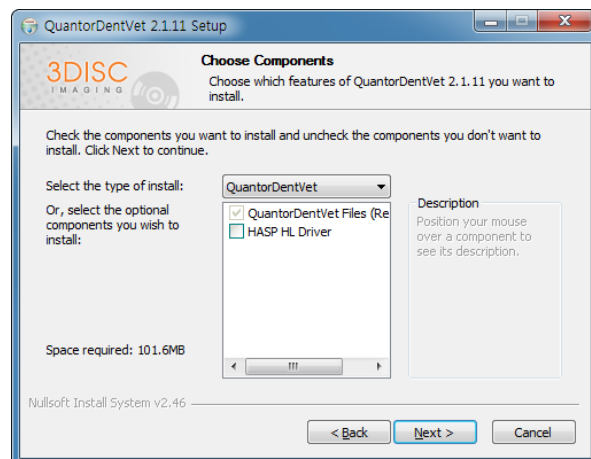 QuantorDentVet 2.1.11 Setup
3DISC
IMAGING
Choose Components
Choose which features of QuantorDentVet 2.1.11 you want to
install.
Check the components you want to install and uncheck the components you don't want to
install. Click Next to continue.
Select the type of install:
QuantorDentVet
Or, select the optional
components you wish to
install:
QuantorDentVet Files (Re
HASP HL Driver
Description
Position your mouse
over a component to
see its description.
Space required: 101.6MB
Nullsoft Install System v2.46
< Back
Next >
Cancel